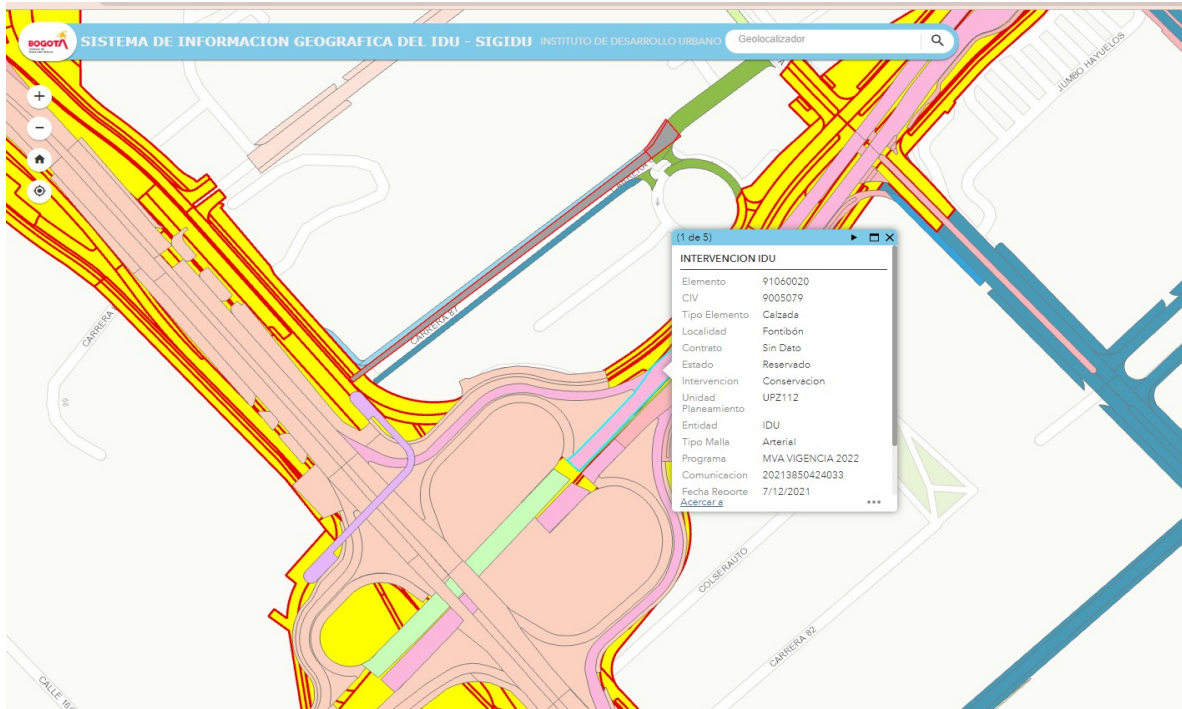 BOGOTÁ
SISTEMA DE INFORMACION GEOGRAFICA DEL IDU - SIGIDU INSTITUTO DE DESARROLLO URBANO Geolocalizador
JUMBO HAYUELOS
+
−
CARRERA 87
CARRERA
66
(1 de 5)
INTERVENCION IDU
Elemento 91060020
CIV 9005079
Tipo Elemento Calzada
Localidad Fontibón
Contrato Sin Dato
Estado Reservado
Intervencion Conservacion
Unidad Planeamiento UPZ112
Entidad IDU
Tipo Malla Arterial
Programa MVA VIGENCIA 2022
Comunicacion 20213850424033
Fecha Reporte 7/12/2021
Acercar a
COLSERAUTO
CARRERA 82